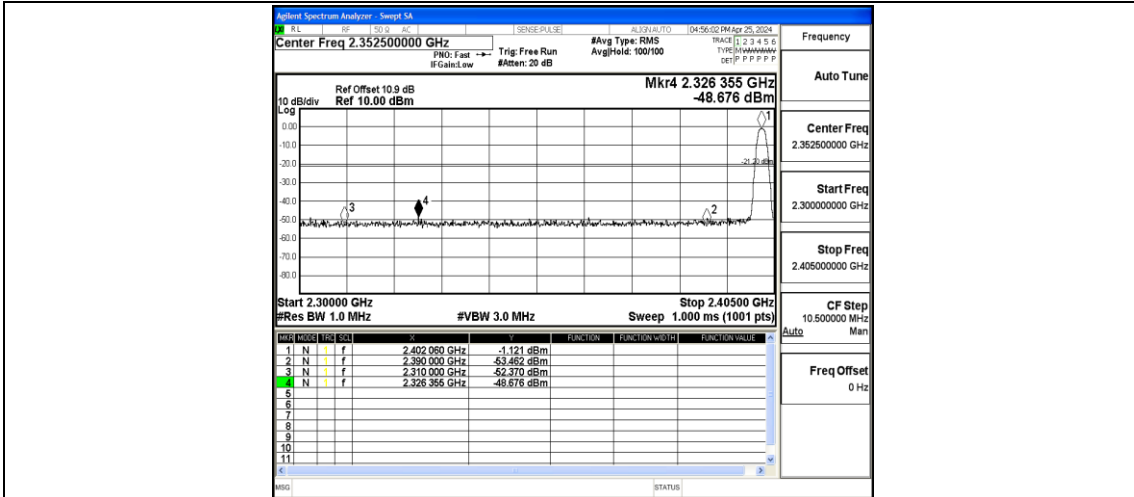 Agilent Spectrum Analyzer - Swept SA
RL RF 50 Ω AC SENSE:PULSE ALIGN AUTO 04:56:02 PM Apr 25, 2024
Center Freq 2.352500000 GHz
PNO: Fast
IFGain:Low
Trig: Free Run
#Atten: 20 dB
#Avg Type: RMS
Avg|Hold: 100/100
TRACE 1 2 3 4 5 6
TYPE M W W W W W
DET P P P P P P
Ref Offset 10.9 dB
10 dB/div Ref 10.00 dBm
Log
Mkr4 2.326 355 GHz
-48.676 dBm
0.00
-10.0
-20.0
-30.0
-40.0
-50.0
-60.0
-70.0
-80.0
1
-21.20 dBm
3
4
2
Start 2.30000 GHz Stop 2.40500 GHz
#Res BW 1.0 MHz #VBW 3.0 MHz Sweep 1.000 ms (1001 pts)
MKR MODE TRC SCL X Y FUNCTION FUNCTION WIDTH FUNCTION VALUE
1 N 1 f 2.402 060 GHz -1.121 dBm
2 N 1 f 2.390 000 GHz -53.462 dBm
3 N 1 f 2.310 000 GHz -52.370 dBm
4 N 1 f 2.326 355 GHz -48.676 dBm
5
6
7
8
9
10
11
MSG STATUS
Frequency
Auto Tune
Center Freq
2.352500000 GHz
Start Freq
2.300000000 GHz
Stop Freq
2.405000000 GHz
CF Step
10.500000 MHz
Auto Man
Freq Offset
0 Hz